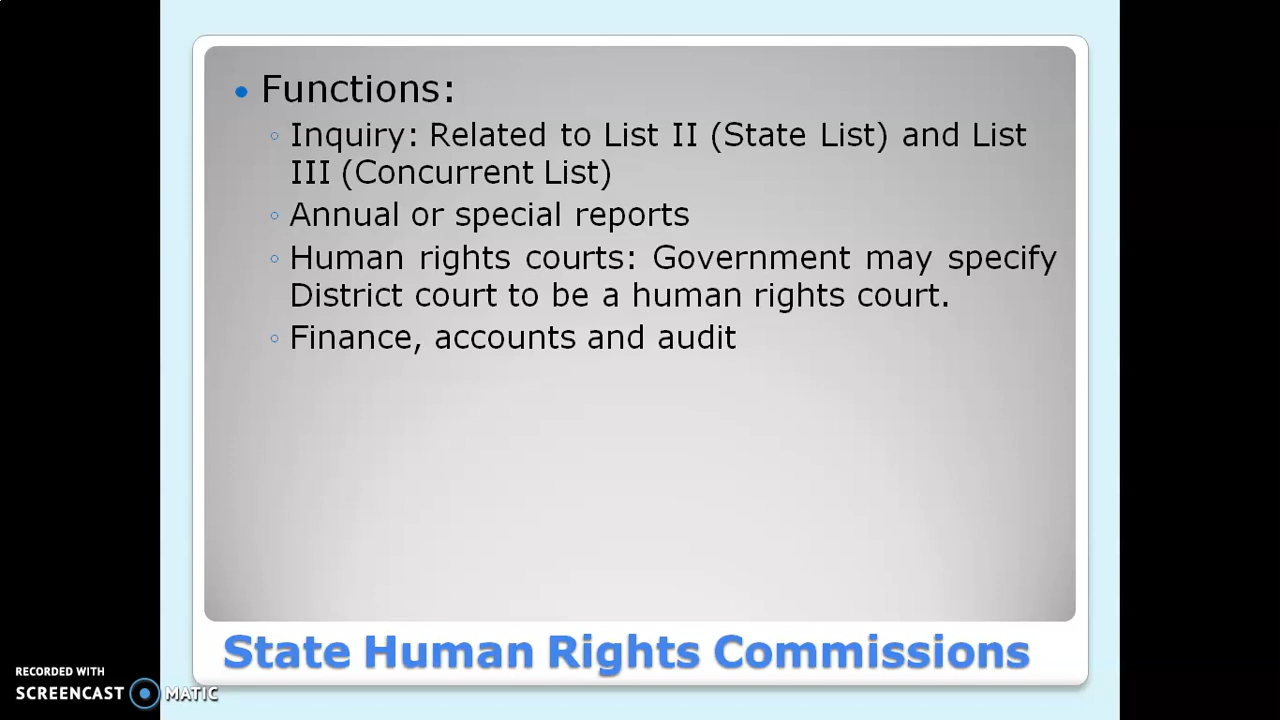 Functions:
Inquiry: Related to List II (State List) and List
III (Concurrent List)
Annual or special reports
Human rights courts: Government may specify
District court to be a human rights court.
Finance, accounts and audit
State Human Rights Commissions
RECORDED WITH
SCREENCAST MATIC